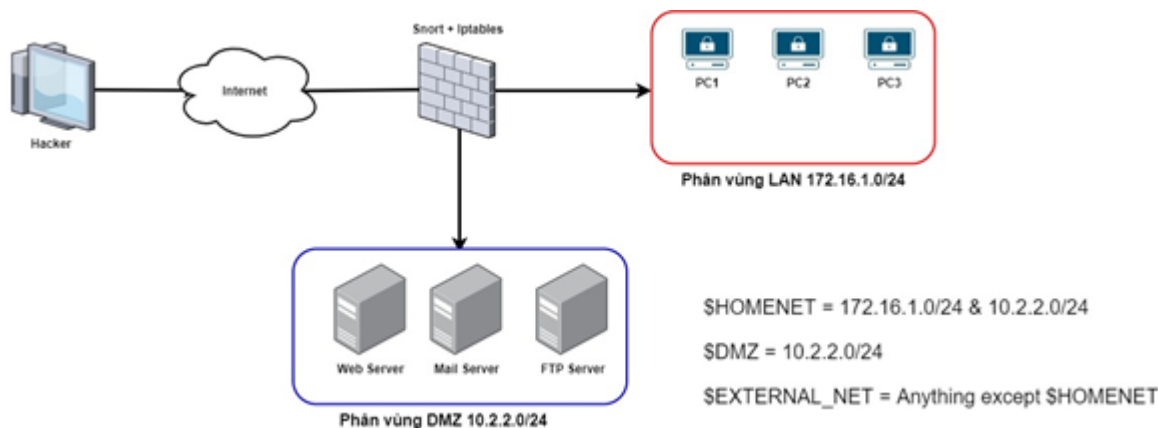 Snort + Iptables
PC1
PC2
PC3
Internet
Hacker
Phân vùng LAN 172.16.1.0/24
Web Server
Mail Server
FTP Server
Phân vùng DMZ 10.2.2.0/24
$HOMENET = 172.16.1.0/24 & 10.2.2.0/24
$DMZ = 10.2.2.0/24
$EXTERNAL_NET = Anything except $HOMENET